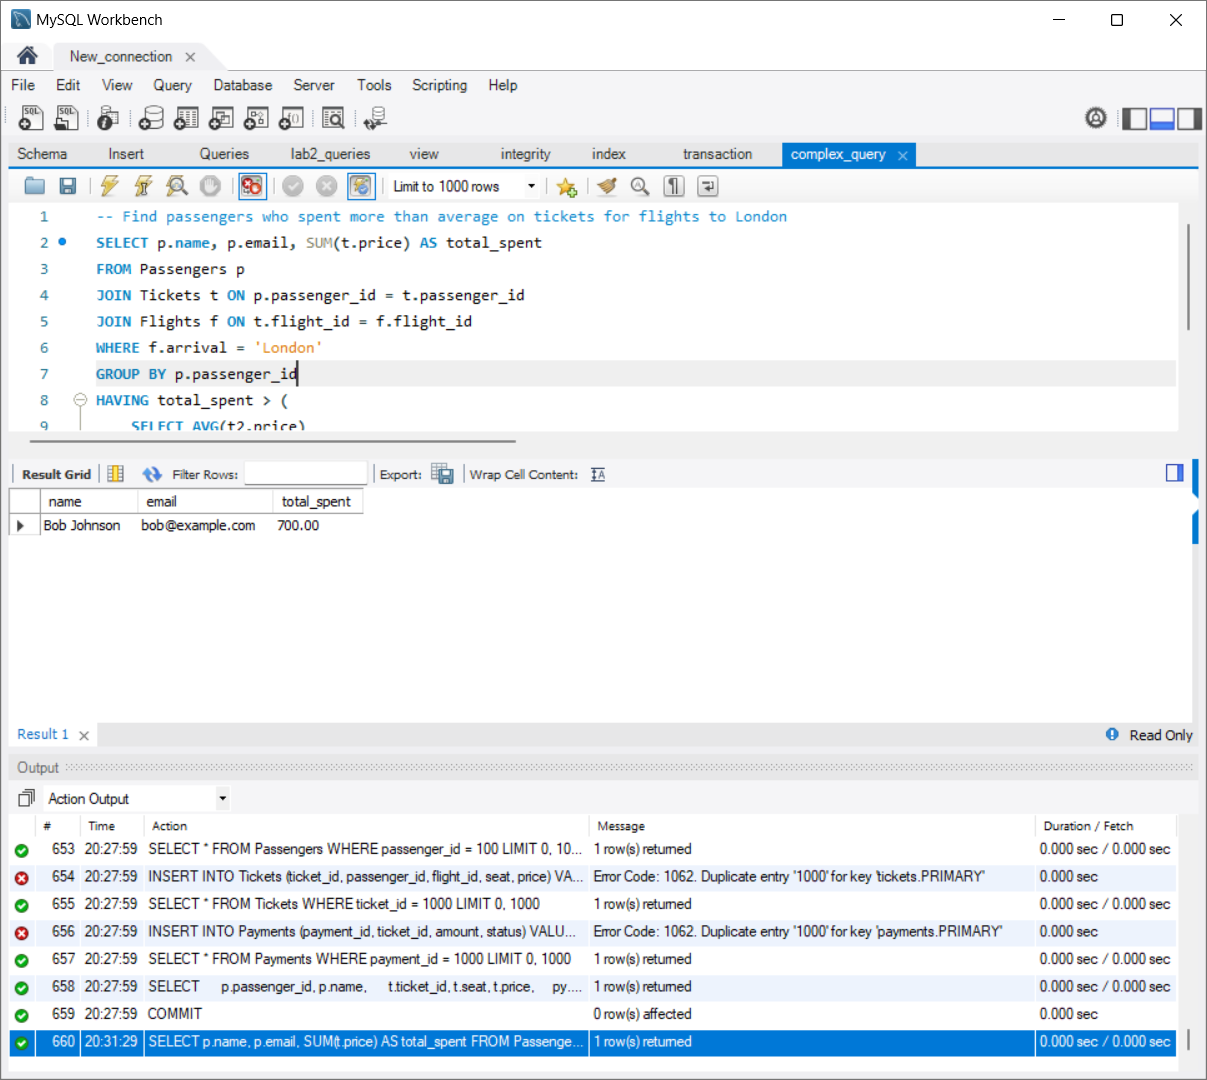 MySQL Workbench
New_connection
File Edit View Query Database Server Tools Scripting Help
Schema Insert Queries lab2_queries view integrity index transaction complex_query
Limit to 1000 rows
1 -- Find passengers who spent more than average on tickets for flights to London
2 SELECT p.name, p.email, SUM(t.price) AS total_spent
3 FROM Passengers p
4 JOIN Tickets t ON p.passenger_id = t.passenger_id
5 JOIN Flights f ON t.flight_id = f.flight_id
6 WHERE f.arrival = 'London'
7 GROUP BY p.passenger_id
8 HAVING total_spent > (
9 SELECT AVG(t2.price)
Result Grid Filter Rows: Export: Wrap Cell Content:
name email total_spent
Bob Johnson bob@example.com 700.00
Result 1 Read Only
Output
Action Output
# Time Action Message Duration / Fetch
653 20:27:59 SELECT * FROM Passengers WHERE passenger_id = 100 LIMIT 0, 10... 1 row(s) returned 0.000 sec / 0.000 sec
654 20:27:59 INSERT INTO Tickets (ticket_id, passenger_id, flight_id, seat, price) VA... Error Code: 1062. Duplicate entry '1000' for key 'tickets.PRIMARY' 0.000 sec
655 20:27:59 SELECT * FROM Tickets WHERE ticket_id = 1000 LIMIT 0, 1000 1 row(s) returned 0.000 sec / 0.000 sec
656 20:27:59 INSERT INTO Payments (payment_id, ticket_id, amount, status) VALU... Error Code: 1062. Duplicate entry '1000' for key 'payments.PRIMARY' 0.000 sec
657 20:27:59 SELECT * FROM Payments WHERE payment_id = 1000 LIMIT 0, 1000 1 row(s) returned 0.000 sec / 0.000 sec
658 20:27:59 SELECT p.passenger_id, p.name, t.ticket_id, t.seat, t.price, py.... 1 row(s) returned 0.000 sec / 0.000 sec
659 20:27:59 COMMIT 0 row(s) affected 0.000 sec
660 20:31:29 SELECT p.name, p.email, SUM(t.price) AS total_spent FROM Passenge... 1 row(s) returned 0.000 sec / 0.000 sec